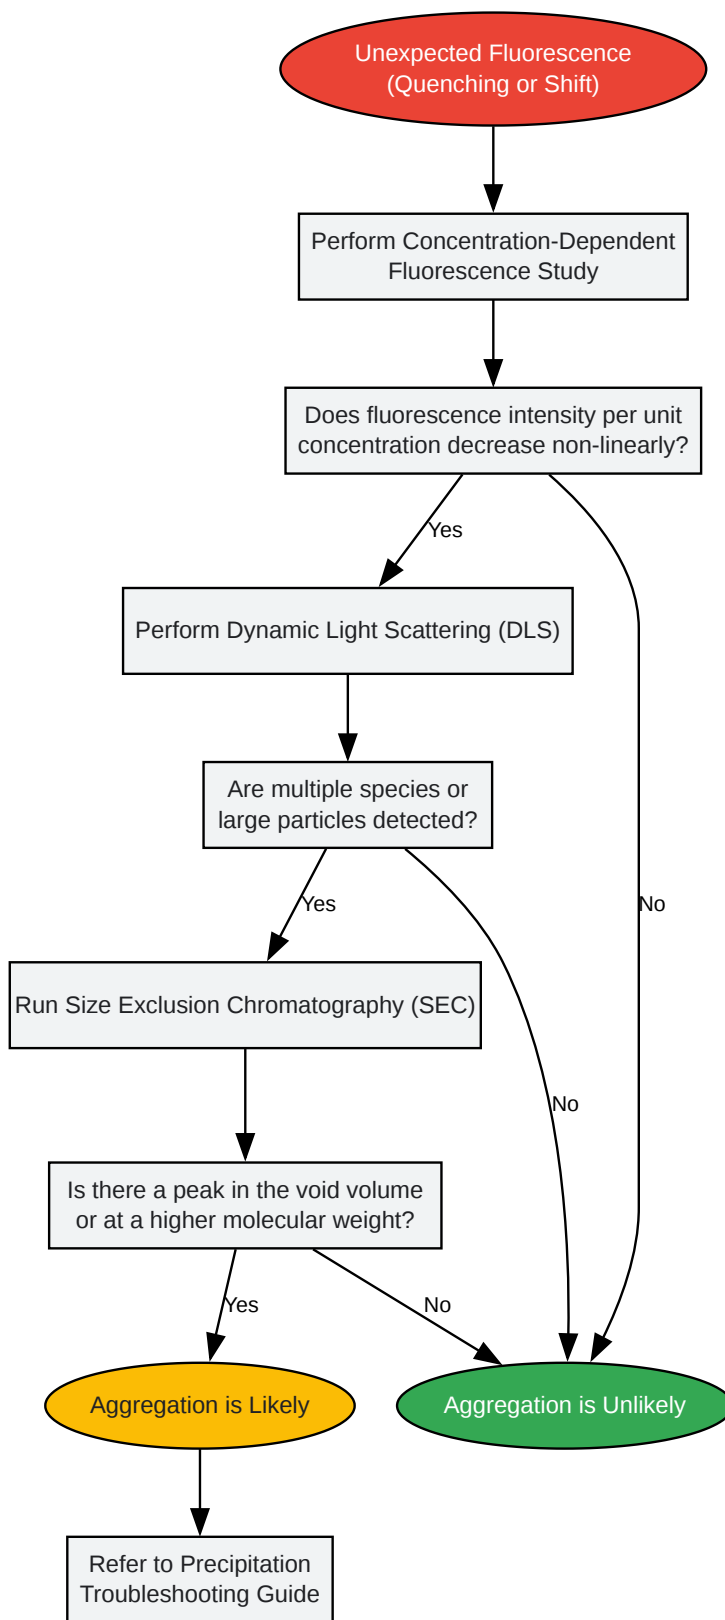 Unexpected Fluorescence
(Quenching or Shift)
Perform Concentration-Dependent
Fluorescence Study
Does fluorescence intensity per unit
concentration decrease non-linearly?
Yes
Perform Dynamic Light Scattering (DLS)
Are multiple species or
large particles detected?
Yes
No
Run Size Exclusion Chromatography (SEC)
No
Is there a peak in the void volume
or at a higher molecular weight?
Yes
No
Aggregation is Likely
Aggregation is Unlikely
Refer to Precipitation
Troubleshooting Guide